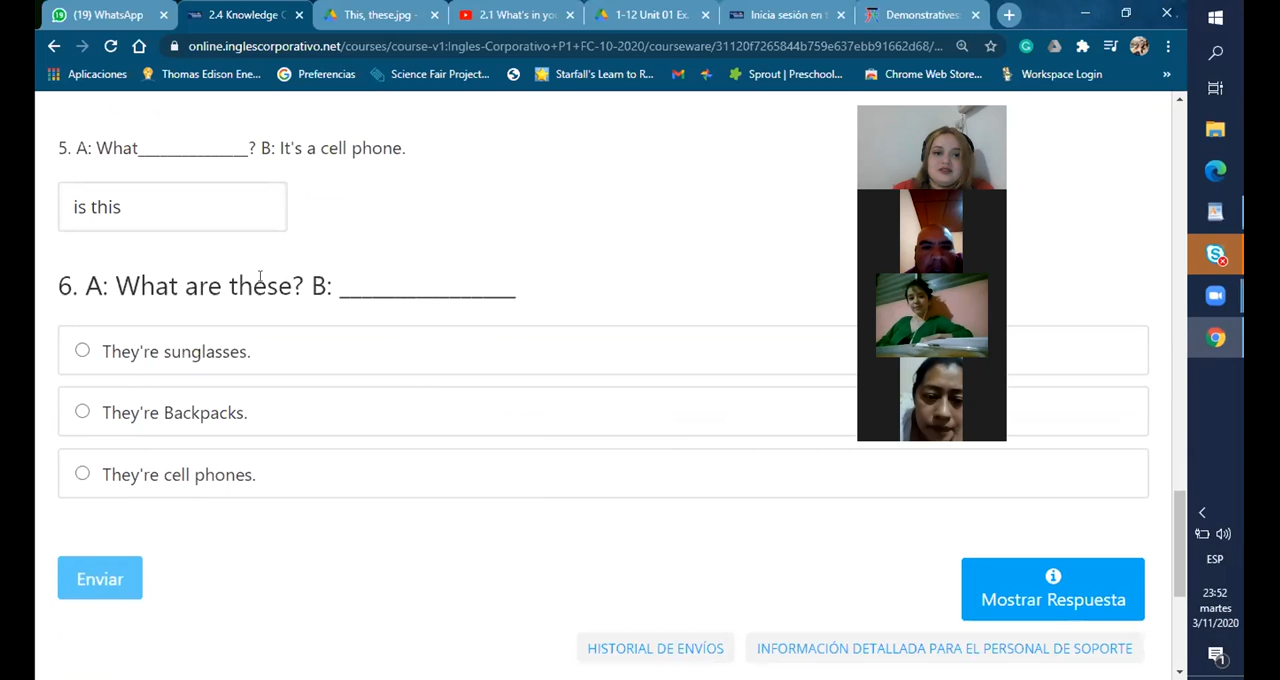 (19) WhatsApp
2.4 Knowledge C
This, these.jpg -
2.1 What's in yo
1-12 Unit 01 Ex
Inicia sesión en
Demonstratives
online.inglescorporativo.net/courses/course-v1:Ingles-Corporativo+P1+FC-10-2020/courseware/31120f7265844b759e637ebb91662d68/...
Aplicaciones
Thomas Edison Ene...
Preferencias
Science Fair Project...
Starfall's Learn to R...
Sprout | Preschool...
Chrome Web Store...
Workspace Login
»
5. A: What_____________? B: It's a cell phone.
is this
6. A: What are these? B: _______________
They're sunglasses.
They're Backpacks.
They're cell phones.
Enviar
Mostrar Respuesta
HISTORIAL DE ENVÍOS
INFORMACIÓN DETALLADA PARA EL PERSONAL DE SOPORTE
ESP
23:52
martes
3/11/2020
1